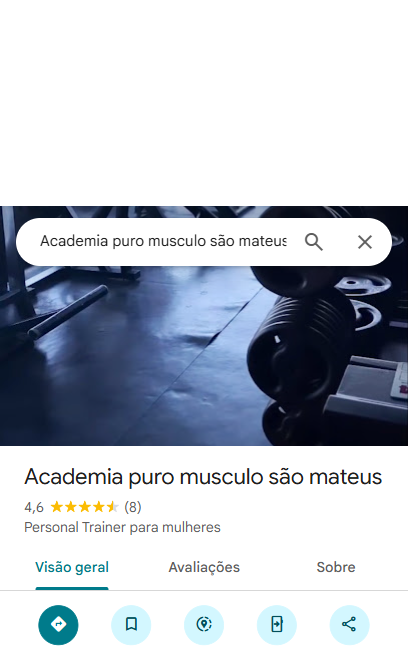 Academia puro musculo são mateus
Academia puro musculo são mateus
4,6 (8)
Personal Trainer para mulheres
Visão geral Avaliações Sobre